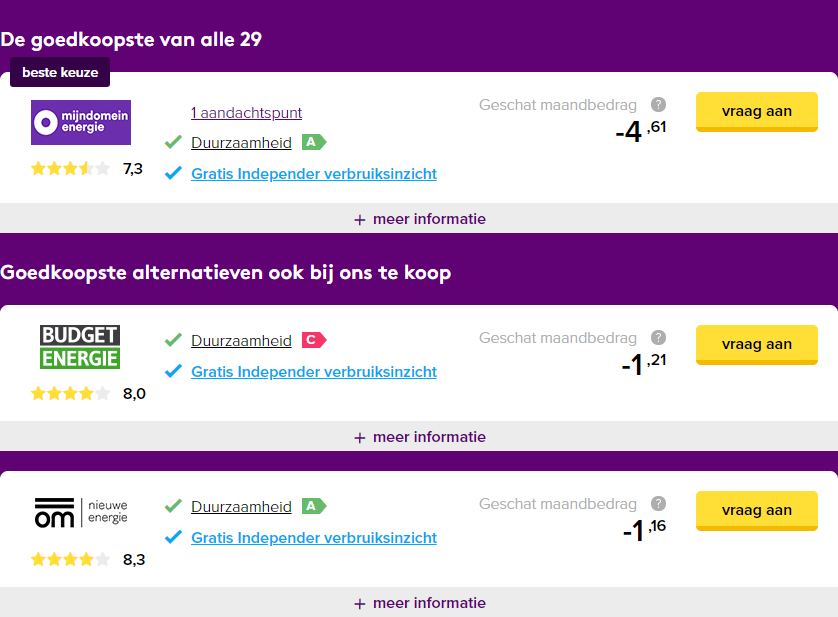 De goedkoopste van alle 29
beste keuze
mijndomein
energie
7,3
1 aandachtspunt
Duurzaamheid A
Gratis Independer verbruiksinzicht
Geschat maandbedrag ?
-4,61
vraag aan
+ meer informatie
Goedkoopste alternatieven ook bij ons te koop
BUDGET
ENERGIE
8,0
Duurzaamheid C
Gratis Independer verbruiksinzicht
Geschat maandbedrag ?
-1,21
vraag aan
+ meer informatie
om nieuwe
energie
8,3
Duurzaamheid A
Gratis Independer verbruiksinzicht
Geschat maandbedrag ?
-1,16
vraag aan
+ meer informatie